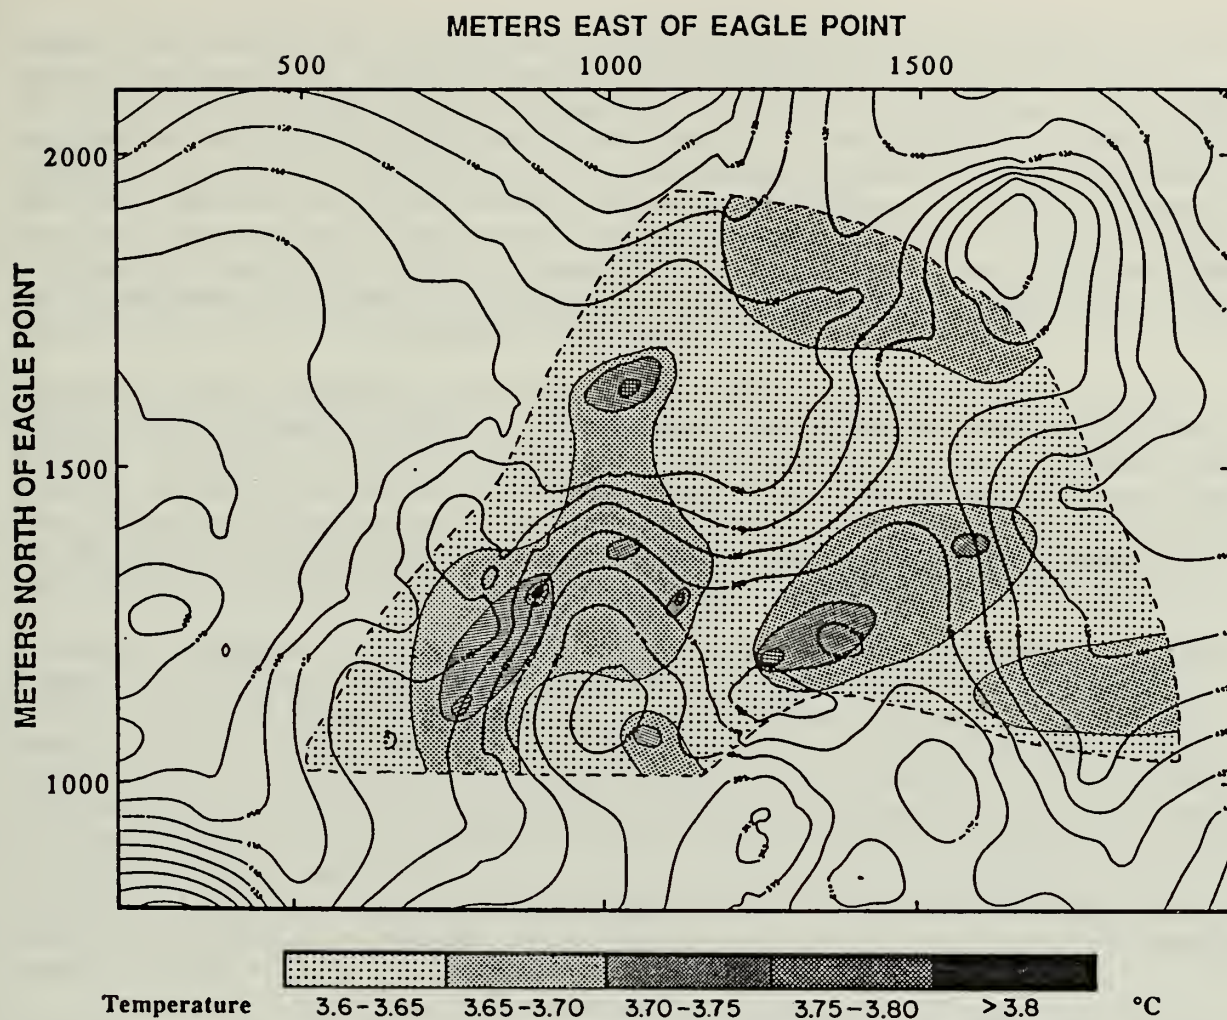 METERS EAST OF EAGLE POINT
500 1000 1500
METERS NORTH OF EAGLE POINT
2000
1500
1000
Temperature 3.6-3.65 3.65-3.70 3.70-3.75 3.75-3.80 >3.8 °C